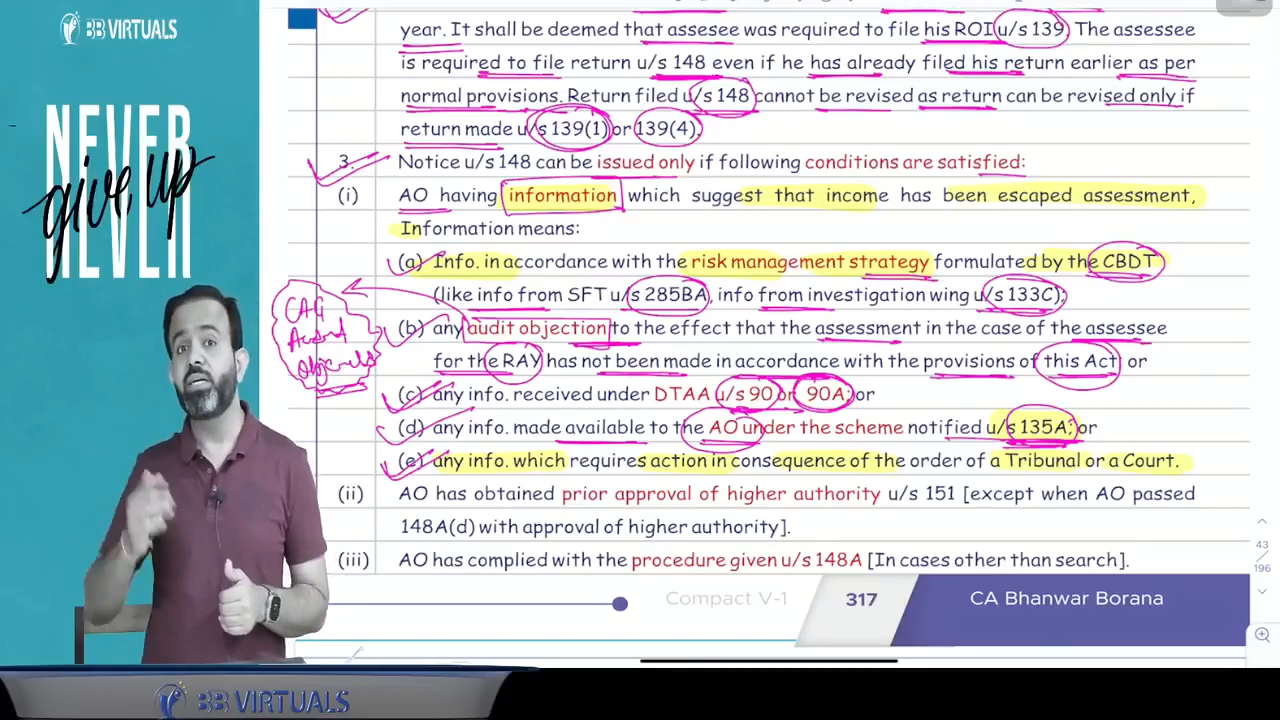 BB VIRTUALS
NEVER
give up
NEVER
year. It shall be deemed that assesee was required to file his ROI u/s 139. The assessee
is required to file return u/s 148 even if he has already filed his return earlier as per
normal provisions. Return filed u/s 148 cannot be revised as return can be revised only if
return made u/s 139(1) or 139(4).
3. Notice u/s 148 can be issued only if following conditions are satisfied:
(i) AO having information which suggest that income has been escaped assessment,
Information means:
(a) Info. in accordance with the risk management strategy formulated by the CBDT
(like info from SFT u/s 285BA, info from investigation wing u/s 133C);
CAG
Audit
Objections
(b) any audit objection to the effect that the assessment in the case of the assessee
for the RAY has not been made in accordance with the provisions of this Act or
(c) any info. received under DTAA u/s 90 or 90A; or
(d) any info. made available to the AO under the scheme notified u/s 135A; or
(e) any info. which requires action in consequence of the order of a Tribunal or a Court.
(ii) AO has obtained prior approval of higher authority u/s 151 [except when AO passed
148A(d) with approval of higher authority].
(iii) AO has complied with the procedure given u/s 148A [In cases other than search].
43
196
Compact V-1 317 CA Bhanwar Borana
BB VIRTUALS